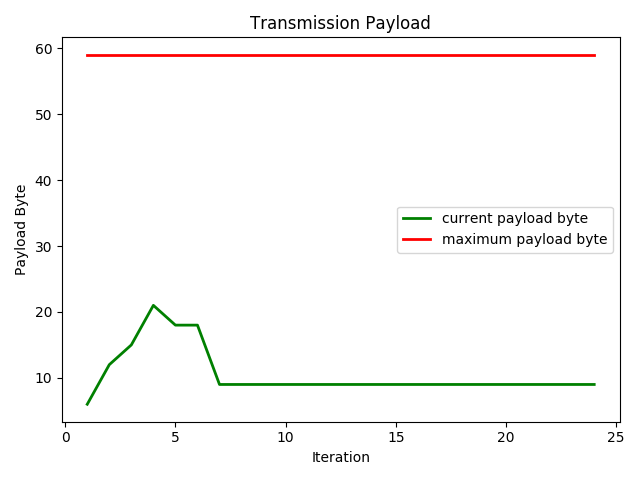 Transmission Payload
60
50
40
30
20
10
Payload Byte
current payload byte
maximum payload byte
0 5 10 15 20 25
Iteration